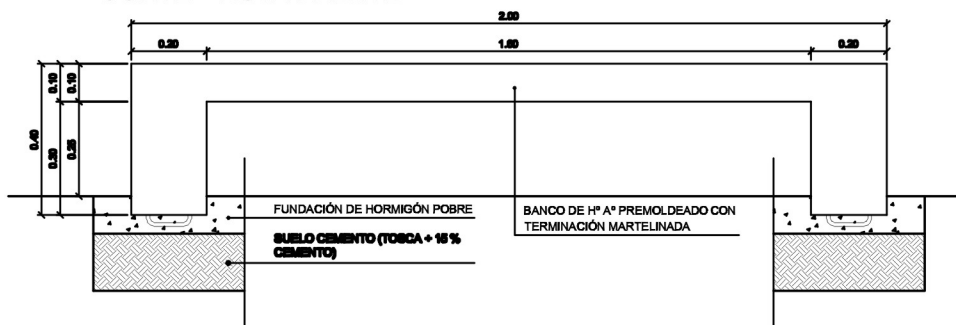 2.00
0.20
1.60
0.20
0.10
0.10
0.40
0.30
0.25
FUNDACIÓN DE HORMIGÓN POBRE
SUELO CEMENTO (TOSCA + 15 %
CEMENTO)
BANCO DE Hº Aº PREMOLDEADO CON
TERMINACIÓN MARTELINADA